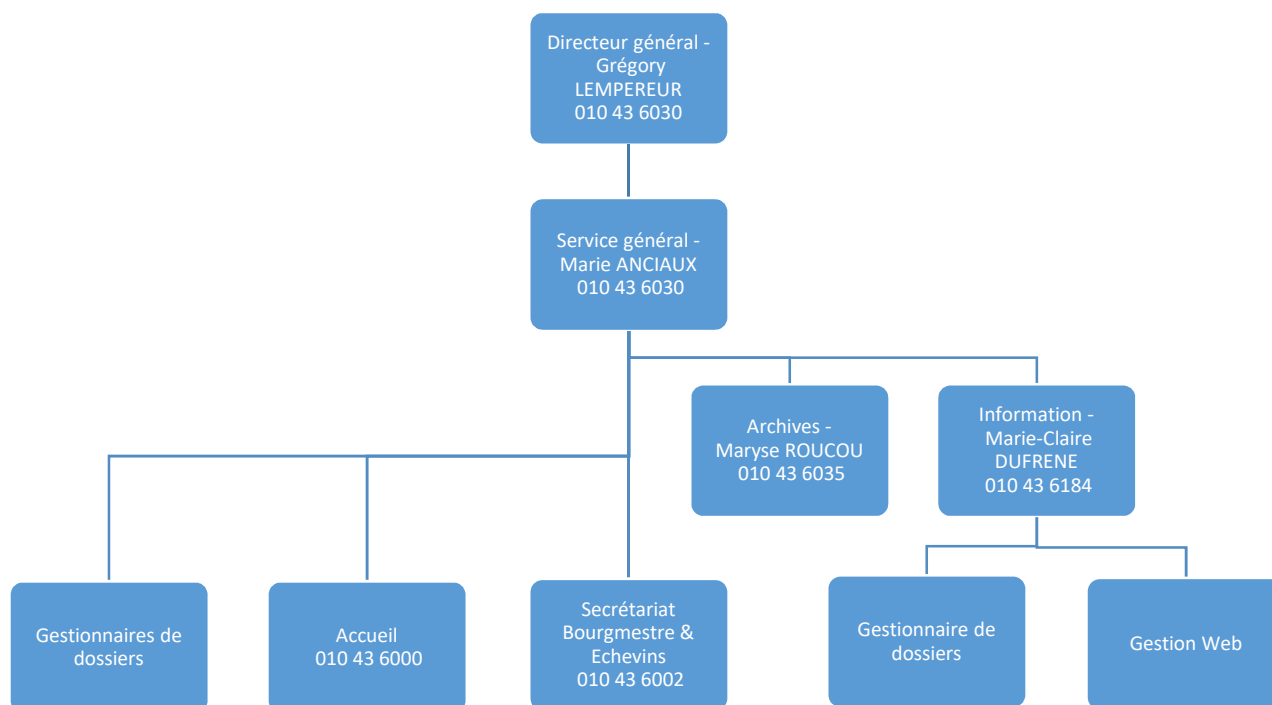 Directeur général -
Grégory
LEMPEREUR
010 43 6030
Service général -
Marie ANCIAUX
010 43 6030
Archives -
Maryse ROUCOU
010 43 6035
Information -
Marie-Claire
DUFRENE
010 43 6184
Gestionnaires de
dossiers
Accueil
010 43 6000
Secrétariat
Bourgmestre &
Echevins
010 43 6002
Gestionnaire de
dossiers
Gestion Web